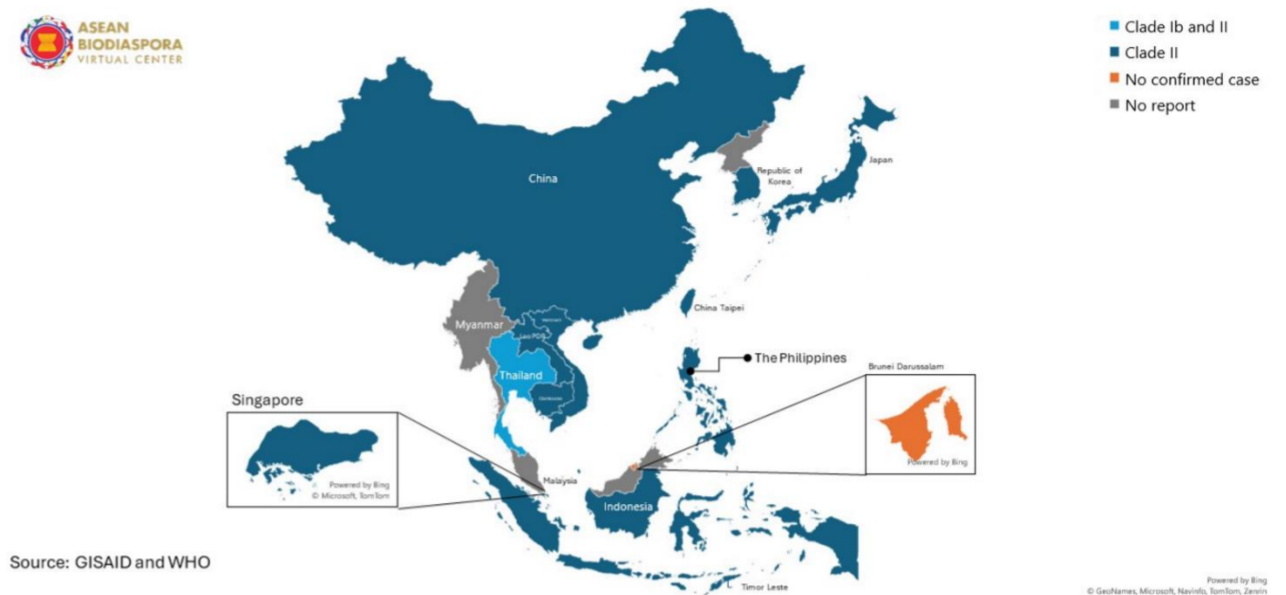 ASEAN
BIODIASPORA
VIRTUAL CENTER
Clade Ib and II
Clade II
No confirmed case
No report
China
Republic of
Korea
Japan
China Taipei
Myanmar
Lao PDR
Thailand
The Philippines
Brunei Darussalam
Powered by Bing
Singapore
Powered by Bing
© Microsoft, TomTom
Malaysia
Indonesia
Timor Leste
Source: GISAID and WHO
Powered by Bing
© GeoNames, Microsoft, Navinfo, TomTom, Zenrin